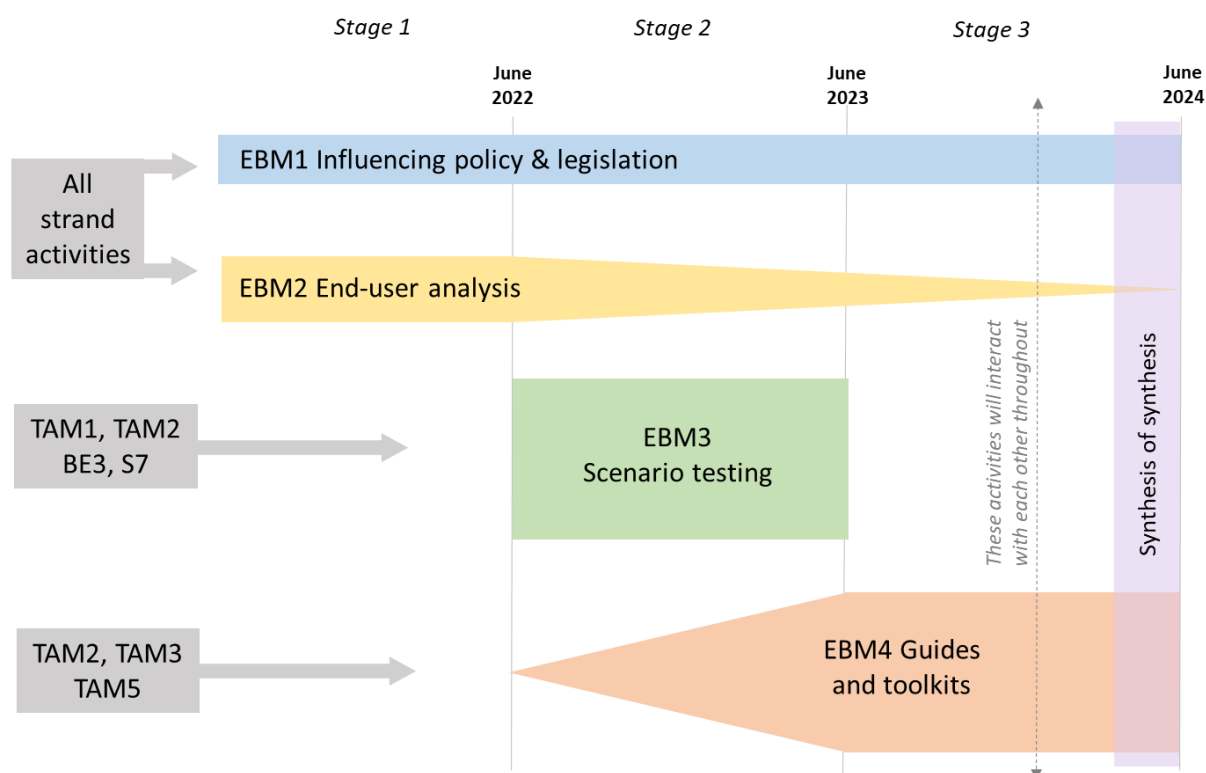 Stage 1
Stage 2
Stage 3
June
2022
June
2023
June
2024
All
strand
activities
EBM1 Influencing policy & legislation
EBM2 End-user analysis
TAM1, TAM2
BE3, S7
EBM3
Scenario testing
These activities will interact
with each other throughout
Synthesis of synthesis
TAM2, TAM3
TAM5
EBM4 Guides
and toolkits